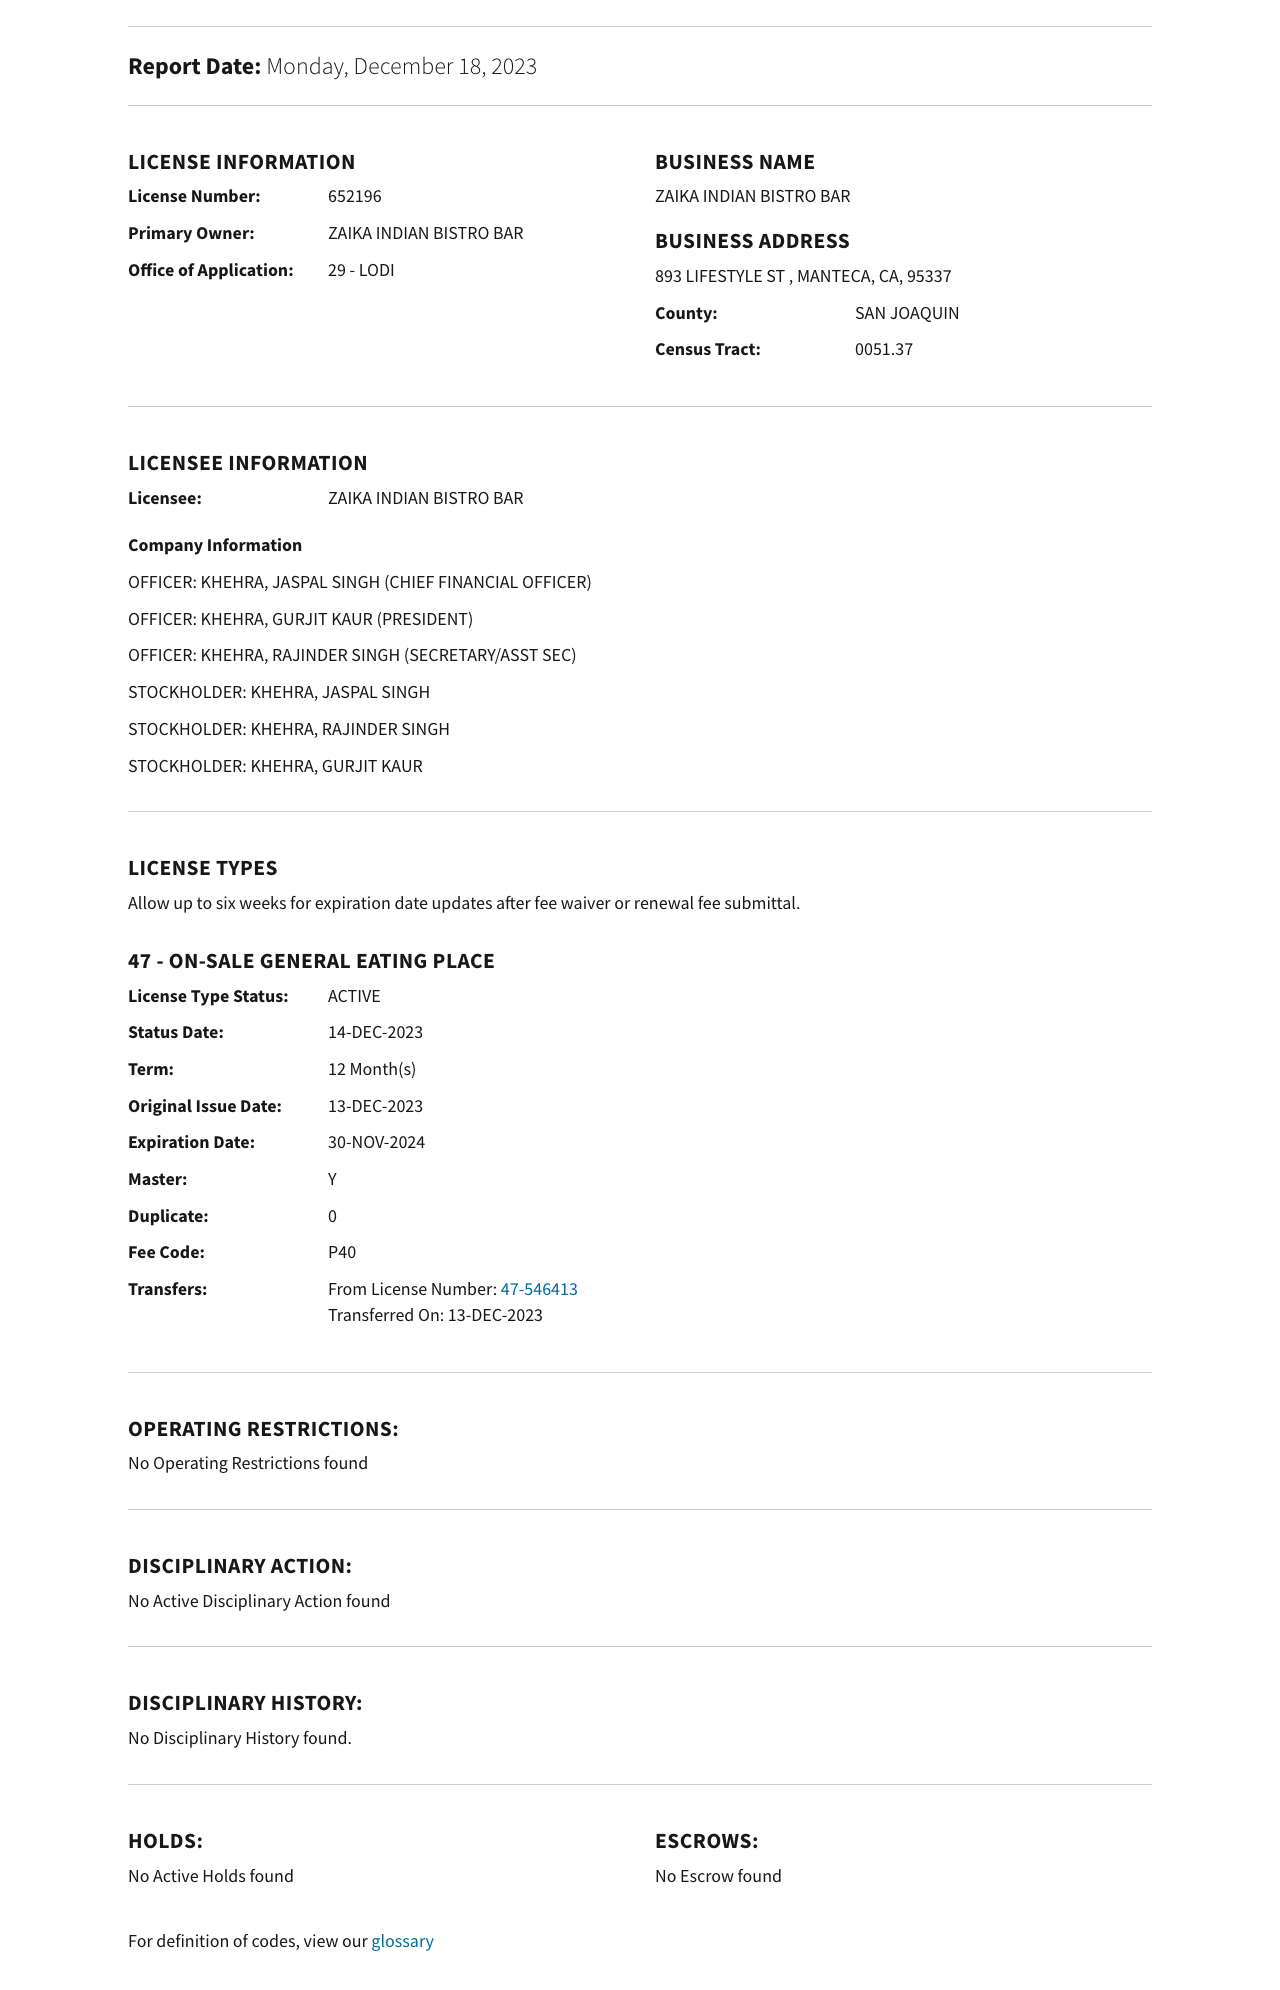 Report Date: Monday, December 18, 2023
LICENSE INFORMATION
License Number: 652196
Primary Owner: ZAIKA INDIAN BISTRO BAR
Office of Application: 29 - LODI
BUSINESS NAME
ZAIKA INDIAN BISTRO BAR
BUSINESS ADDRESS
893 LIFESTYLE ST , MANTECA, CA, 95337
County: SAN JOAQUIN
Census Tract: 0051.37
LICENSEE INFORMATION
Licensee: ZAIKA INDIAN BISTRO BAR
Company Information
OFFICER: KHEHRA, JASPAL SINGH (CHIEF FINANCIAL OFFICER)
OFFICER: KHEHRA, GURJIT KAUR (PRESIDENT)
OFFICER: KHEHRA, RAJINDER SINGH (SECRETARY/ASST SEC)
STOCKHOLDER: KHEHRA, JASPAL SINGH
STOCKHOLDER: KHEHRA, RAJINDER SINGH
STOCKHOLDER: KHEHRA, GURJIT KAUR
LICENSE TYPES
Allow up to six weeks for expiration date updates after fee waiver or renewal fee submittal.
47 - ON-SALE GENERAL EATING PLACE
License Type Status: ACTIVE
Status Date: 14-DEC-2023
Term: 12 Month(s)
Original Issue Date: 13-DEC-2023
Expiration Date: 30-NOV-2024
Master: Y
Duplicate: 0
Fee Code: P40
Transfers: From License Number: 47-546413
Transferred On: 13-DEC-2023
OPERATING RESTRICTIONS:
No Operating Restrictions found
DISCIPLINARY ACTION:
No Active Disciplinary Action found
DISCIPLINARY HISTORY:
No Disciplinary History found.
HOLDS:
No Active Holds found
ESCROWS:
No Escrow found
For definition of codes, view our glossary